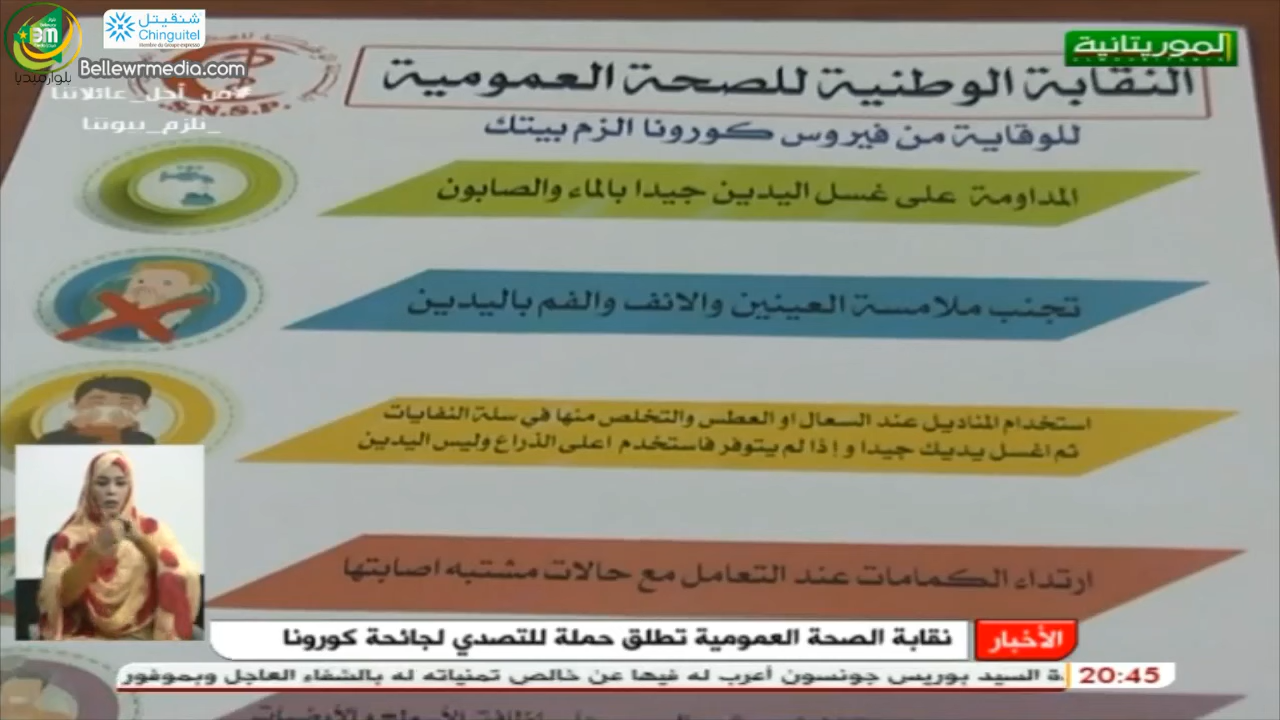 شنقيتل
Chinguitel
Bellewrmedia.com
الموريتانية
النقابة الوطنية للصحة العمومية
S.N.S.P.
#من_أجل_عائلاتنا
_نلزم_بيوتنا
للوقاية من فيروس كورونا الزم بيتك
المداومة على غسل اليدين جيدا بالماء والصابون
تجنب ملامسة العينين والانف والفم باليدين
استخدام المناديل عند السعال او العطس والتخلص منها في سلة النفايات
ثم اغسل يديك جيدا و إذا لم يتوفر فاستخدم اعلى الذراع وليس اليدين
ارتداء الكمامات عند التعامل مع حالات مشتبه اصابتها
الأخبار
نقابة الصحة العمومية تطلق حملة للتصدي لجائحة كورونا
20:45
السيد بوريس جونسون أعرب له فيها عن خالص تمنياته له بالشفاء العاجل وبموفور